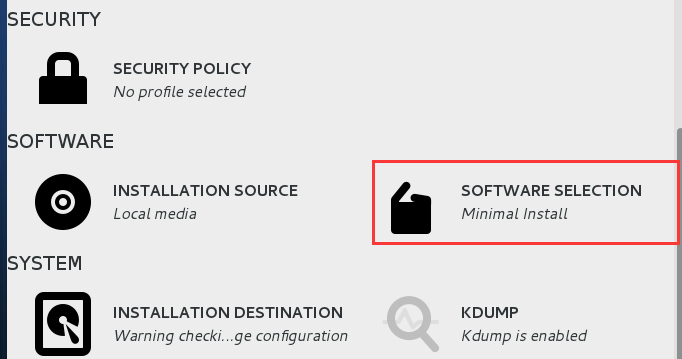 SECURITY
SECURITY POLICY
No profile selected
SOFTWARE
INSTALLATION SOURCE
Local media
SOFTWARE SELECTION
Minimal Install
SYSTEM
INSTALLATION DESTINATION
Warning checki...ge configuration
KDUMP
Kdump is enabled